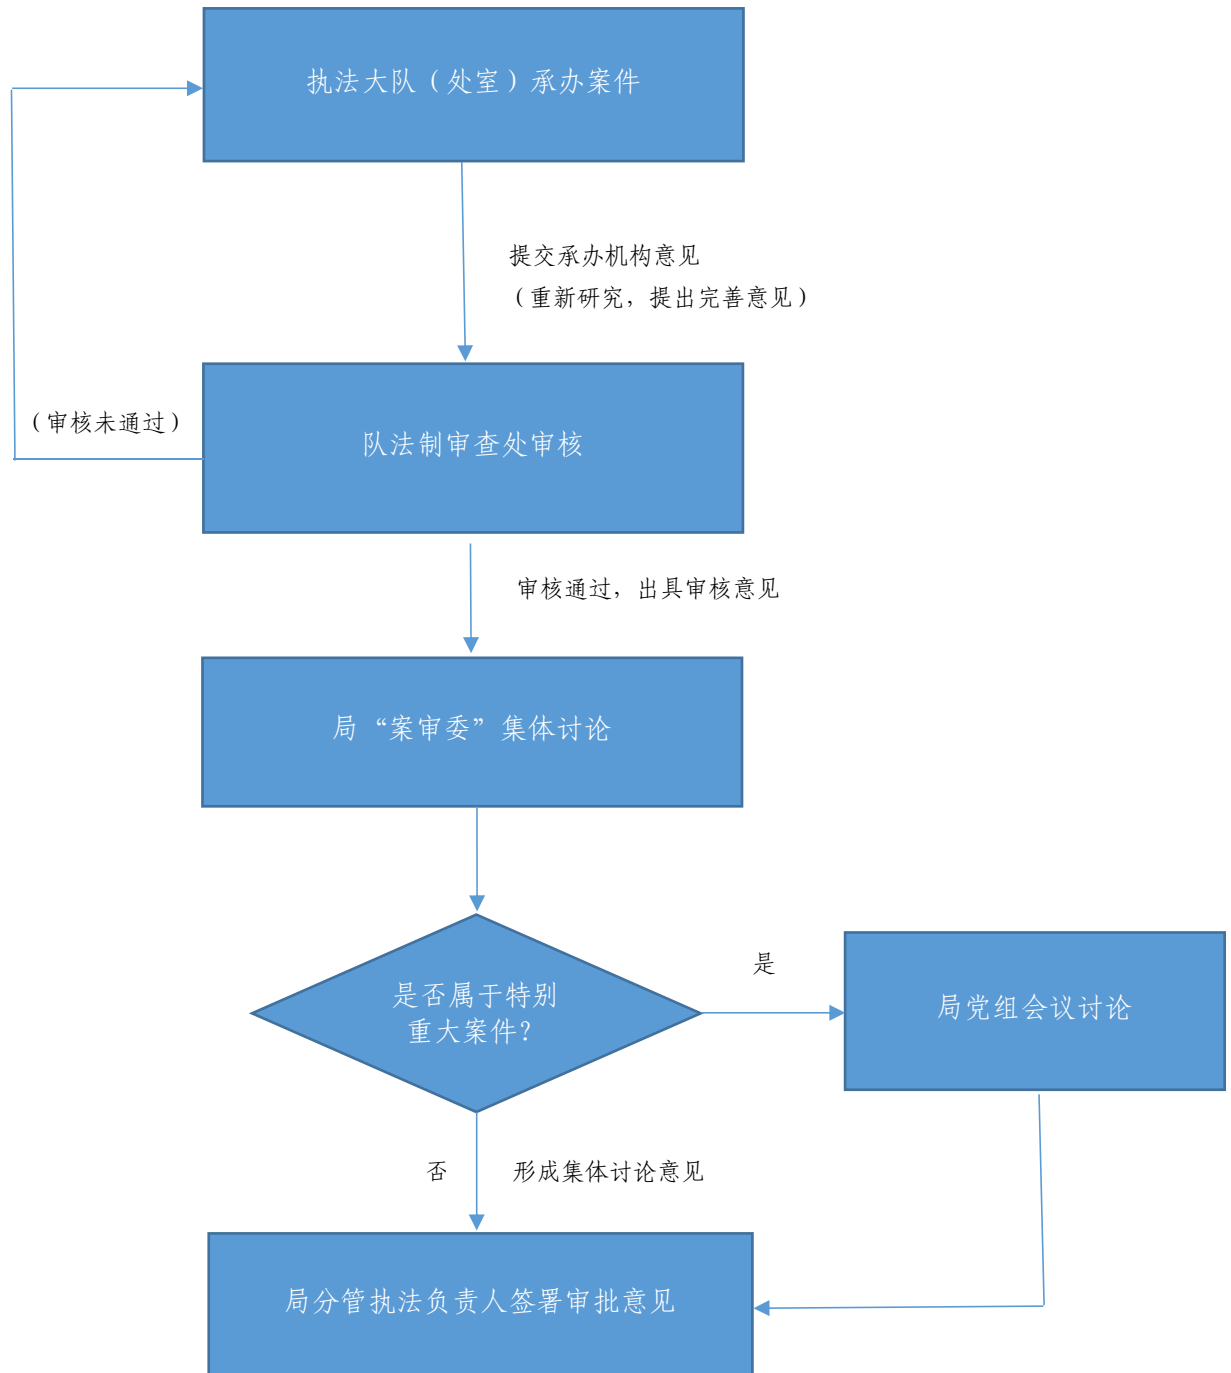 执法大队（处室）承办案件
提交承办机构意见
（重新研究，提出完善意见）
（审核未通过）
队法制审查处审核
审核通过，出具审核意见
局“案审委”集体讨论
是否属于特别
重大案件？
是
局党组会议讨论
否
形成集体讨论意见
局分管执法负责人签署审批意见